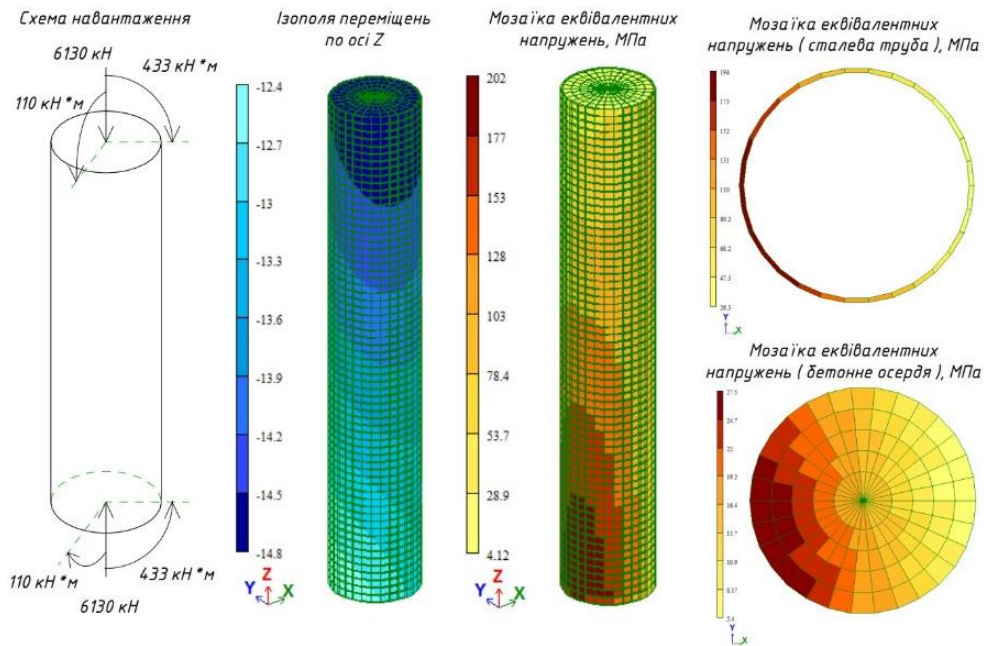 Схема навантаження
6130 кН
433 кН*м
110 кН*м
110 кН*м
433 кН*м
6130 кН
Ізополя переміщень
по осі Z
-12.4
-12.7
-13
-13.3
-13.6
-13.9
-14.2
-14.5
-14.8
Z
Y
X
Мозаїка еквівалентних
напружень, МПа
202
177
153
128
103
78.4
53.7
28.9
4.12
Z
Y
X
Мозаїка еквівалентних
напружень ( сталева труба ), МПа
194
173
152
131
110
89.2
68.2
47.3
26.3
Y
X
Мозаїка еквівалентних
напружень ( бетонне осердя ), МПа
27.5
24.7
22
19.2
16.4
13.7
10.9
8.17
5.4
Y
X